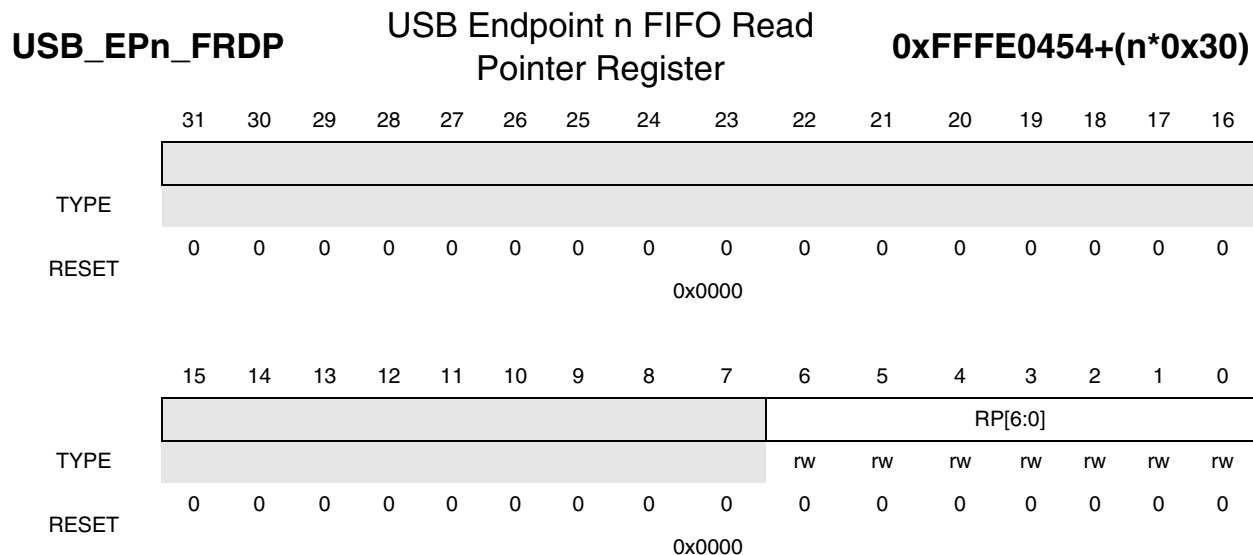 USB_EPn_FRDP USB Endpoint n FIFO Read Pointer Register 0xFFFE0454+(n*0x30)
31 30 29 28 27 26 25 24 23 22 21 20 19 18 17 16
TYPE
RESET 0 0 0 0 0 0 0 0 0 0 0 0 0 0 0 0
0x0000
15 14 13 12 11 10 9 8 7 6 5 4 3 2 1 0
RP[6:0]
TYPE rw rw rw rw rw rw rw
RESET 0 0 0 0 0 0 0 0 0 0 0 0 0 0 0 0
0x0000